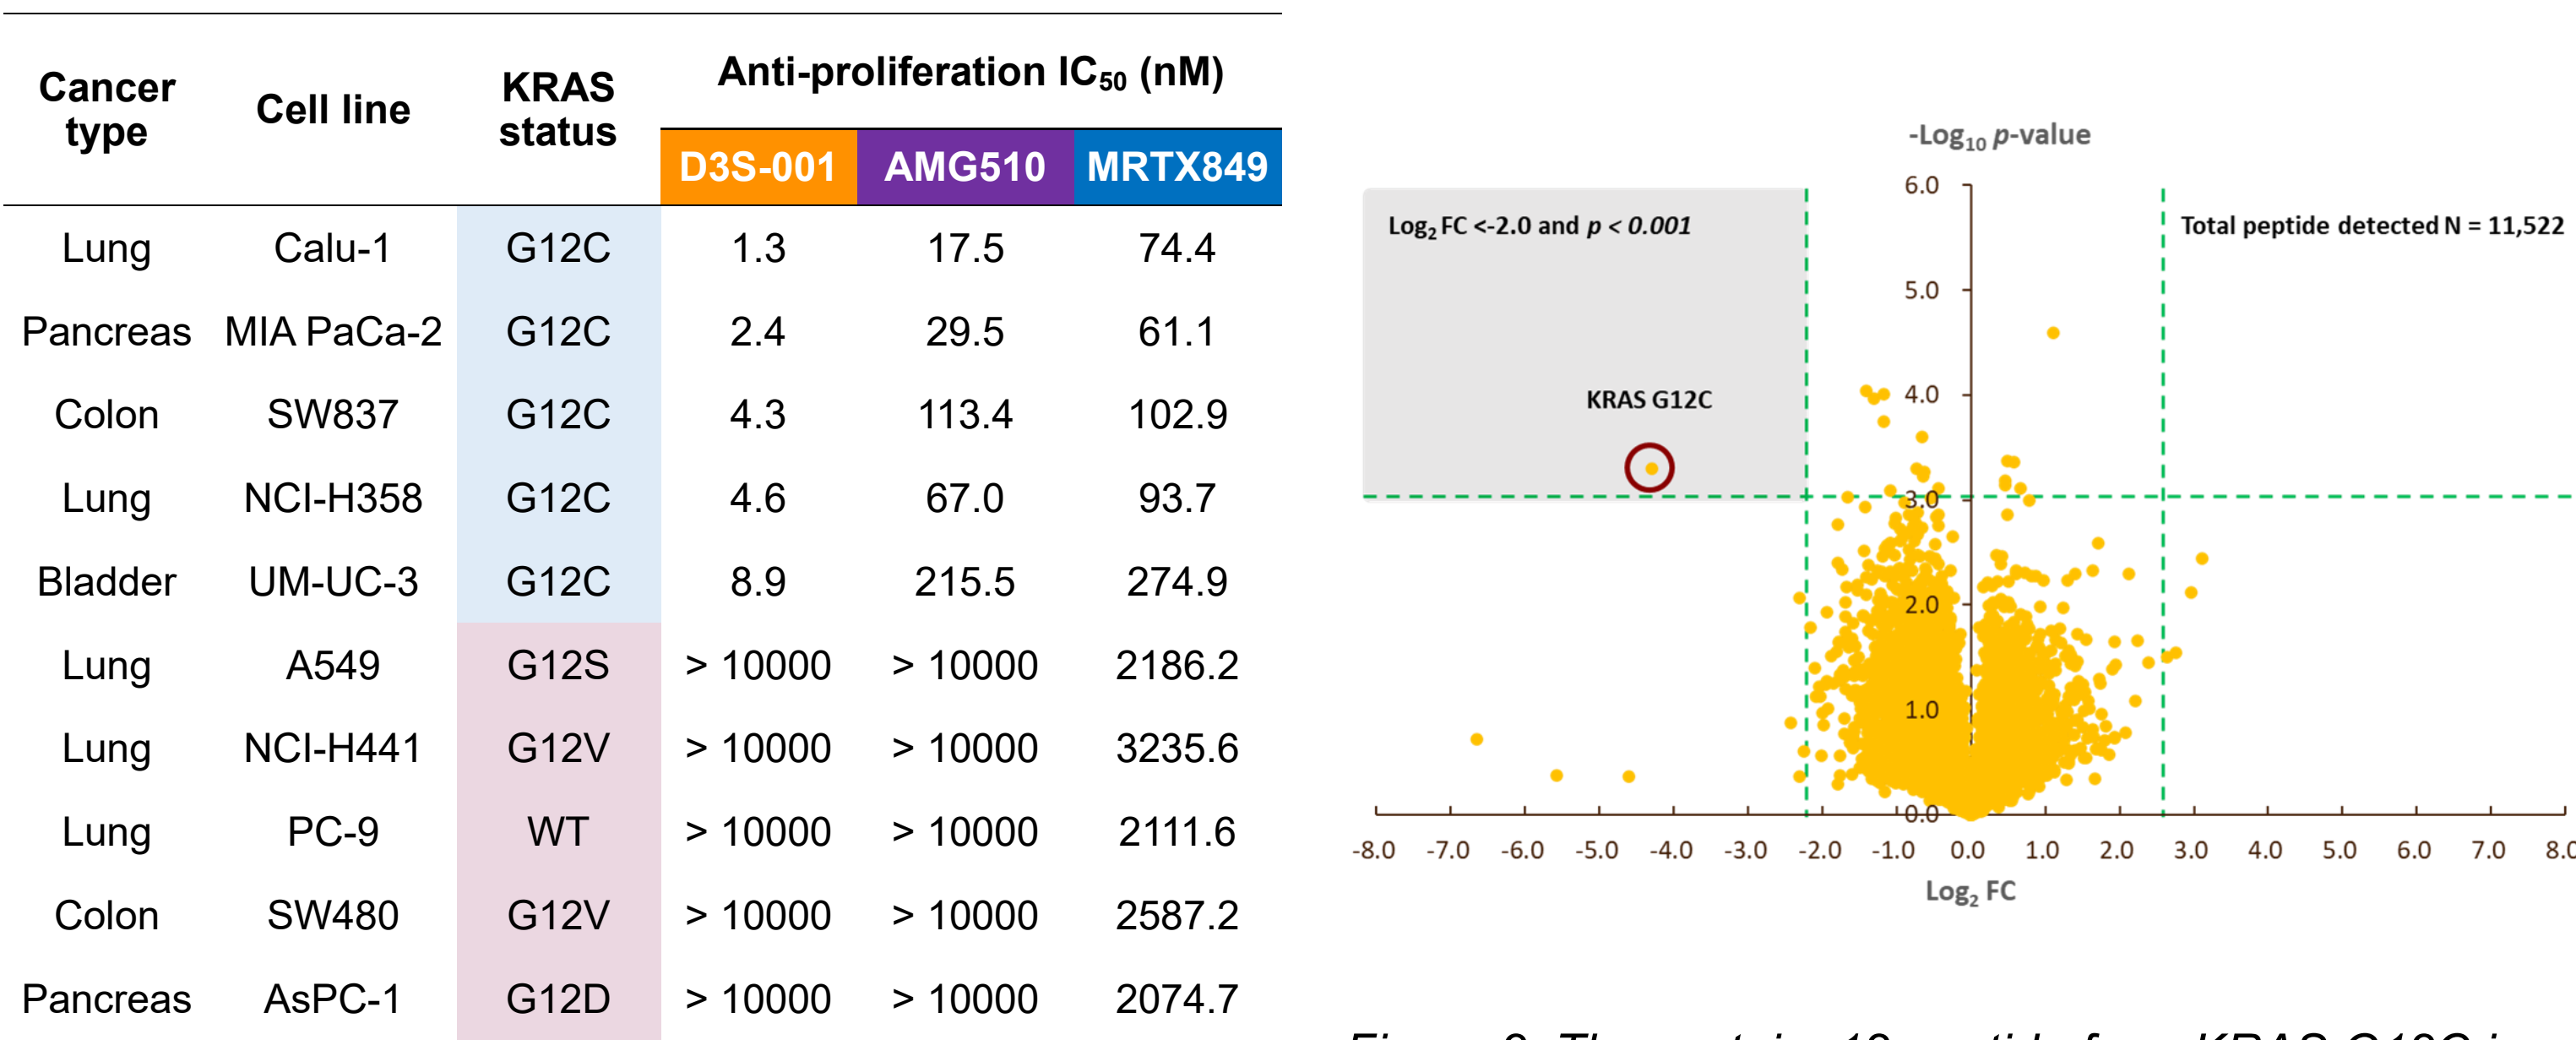 Cancer type Cell line KRAS status Anti-proliferation IC50 (nM)
D3S-001 AMG510 MRTX849
Lung Calu-1 G12C 1.3 17.5 74.4
Pancreas MIA PaCa-2 G12C 2.4 29.5 61.1
Colon SW837 G12C 4.3 113.4 102.9
Lung NCI-H358 G12C 4.6 67.0 93.7
Bladder UM-UC-3 G12C 8.9 215.5 274.9
Lung A549 G12S > 10000 > 10000 2186.2
Lung NCI-H441 G12V > 10000 > 10000 3235.6
Lung PC-9 WT > 10000 > 10000 2111.6
Colon SW480 G12V > 10000 > 10000 2587.2
Pancreas AsPC-1 G12D > 10000 > 10000 2074.7
-Log10 p-value
6.0
Log2 FC <-2.0 and p < 0.001
Total peptide detected N = 11,522
5.0
4.0
KRAS G12C
3.0
2.0
1.0
0.0
-8.0 -7.0 -6.0 -5.0 -4.0 -3.0 -2.0 -1.0 0.0 1.0 2.0 3.0 4.0 5.0 6.0 7.0 8.0
Log2 FC